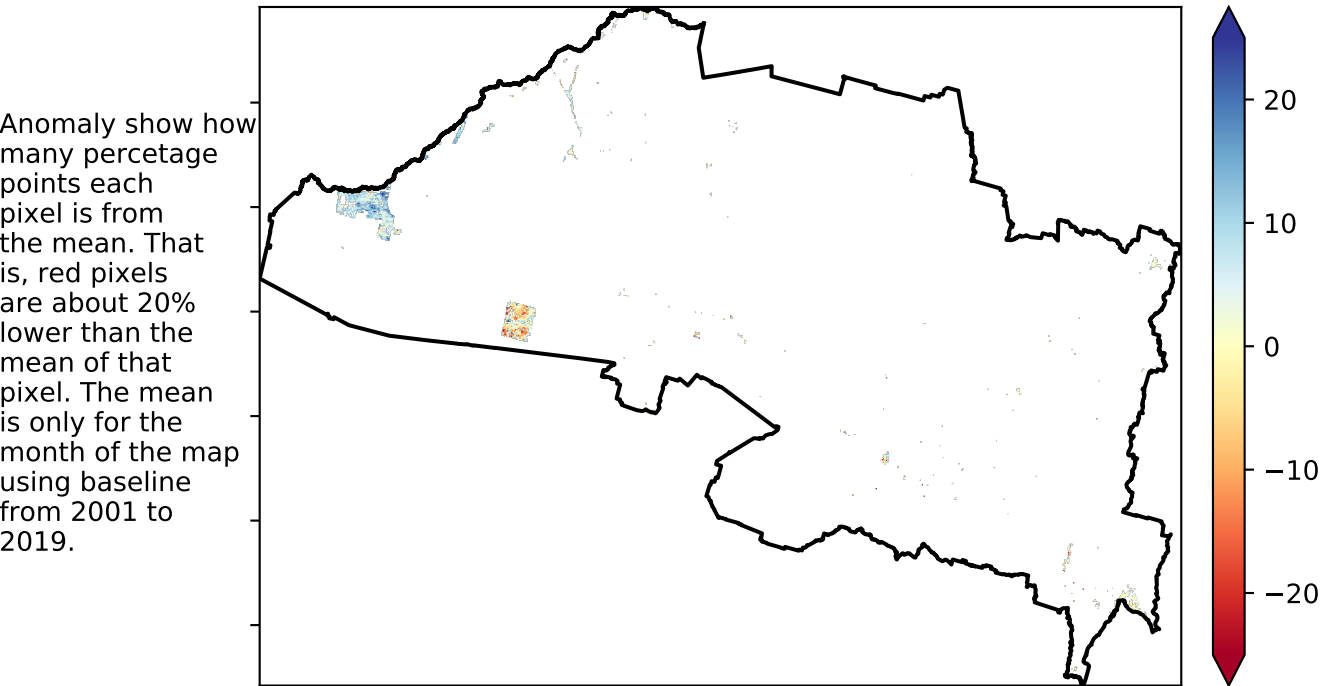 Anomaly show how
many percetage
points each
pixel is from
the mean. That
is, red pixels
are about 20%
lower than the
mean of that
pixel. The mean
is only for the
month of the map
using baseline
from 2001 to
2019.
20
10
0
−10
−20